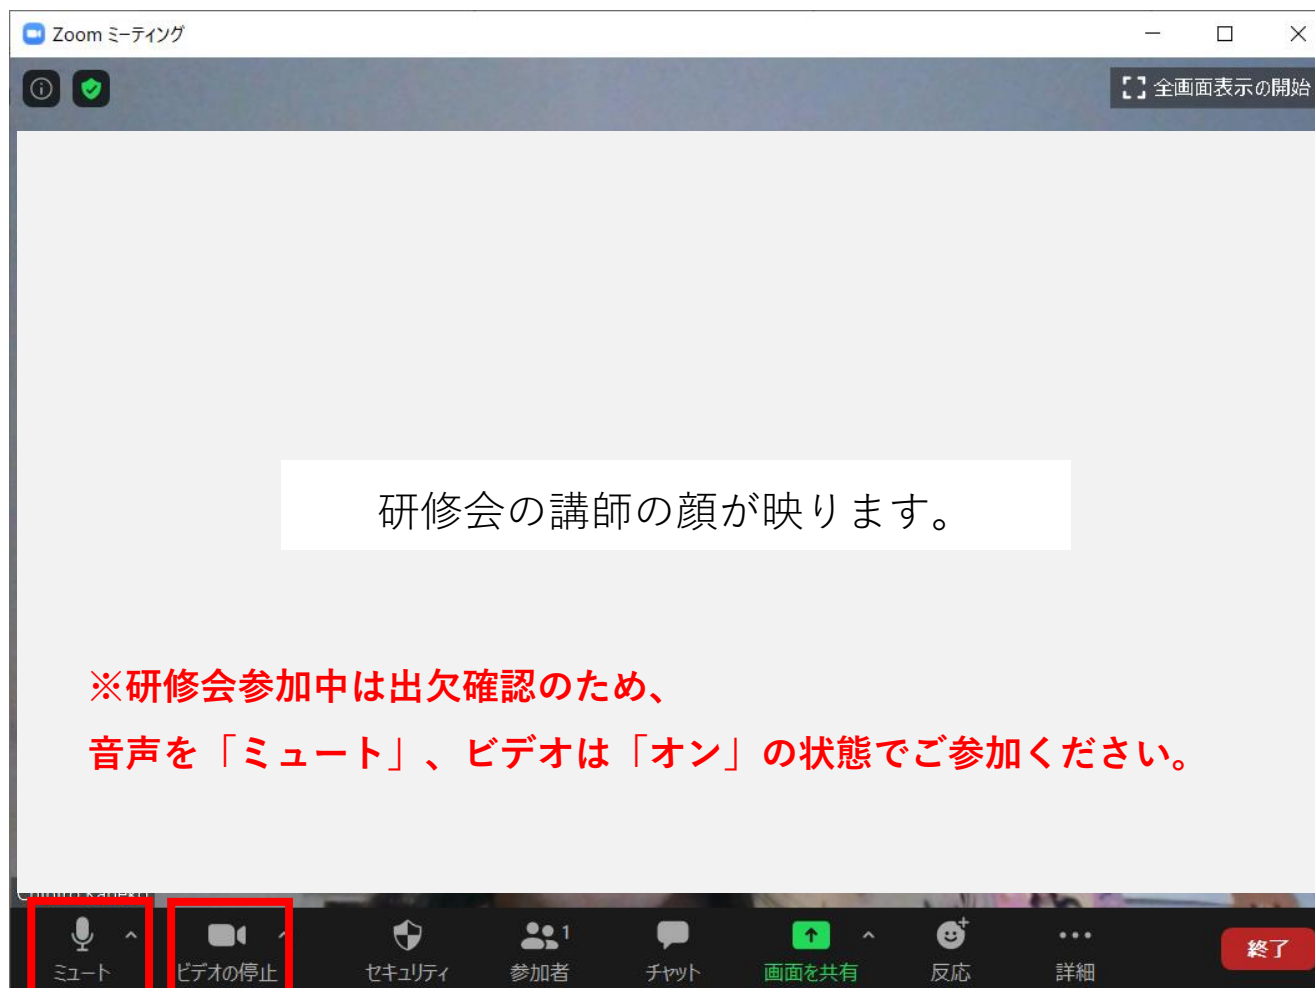 Zoom ミーティング
全画面表示の開始
研修会の講師の顔が映ります。
※研修会参加中は出欠確認のため、
音声を「ミュート」、ビデオは「オン」の状態でご参加ください。
1
ミュート ビデオの停止 セキュリティ 参加者 チャット 画面を共有 反応 詳細 終了